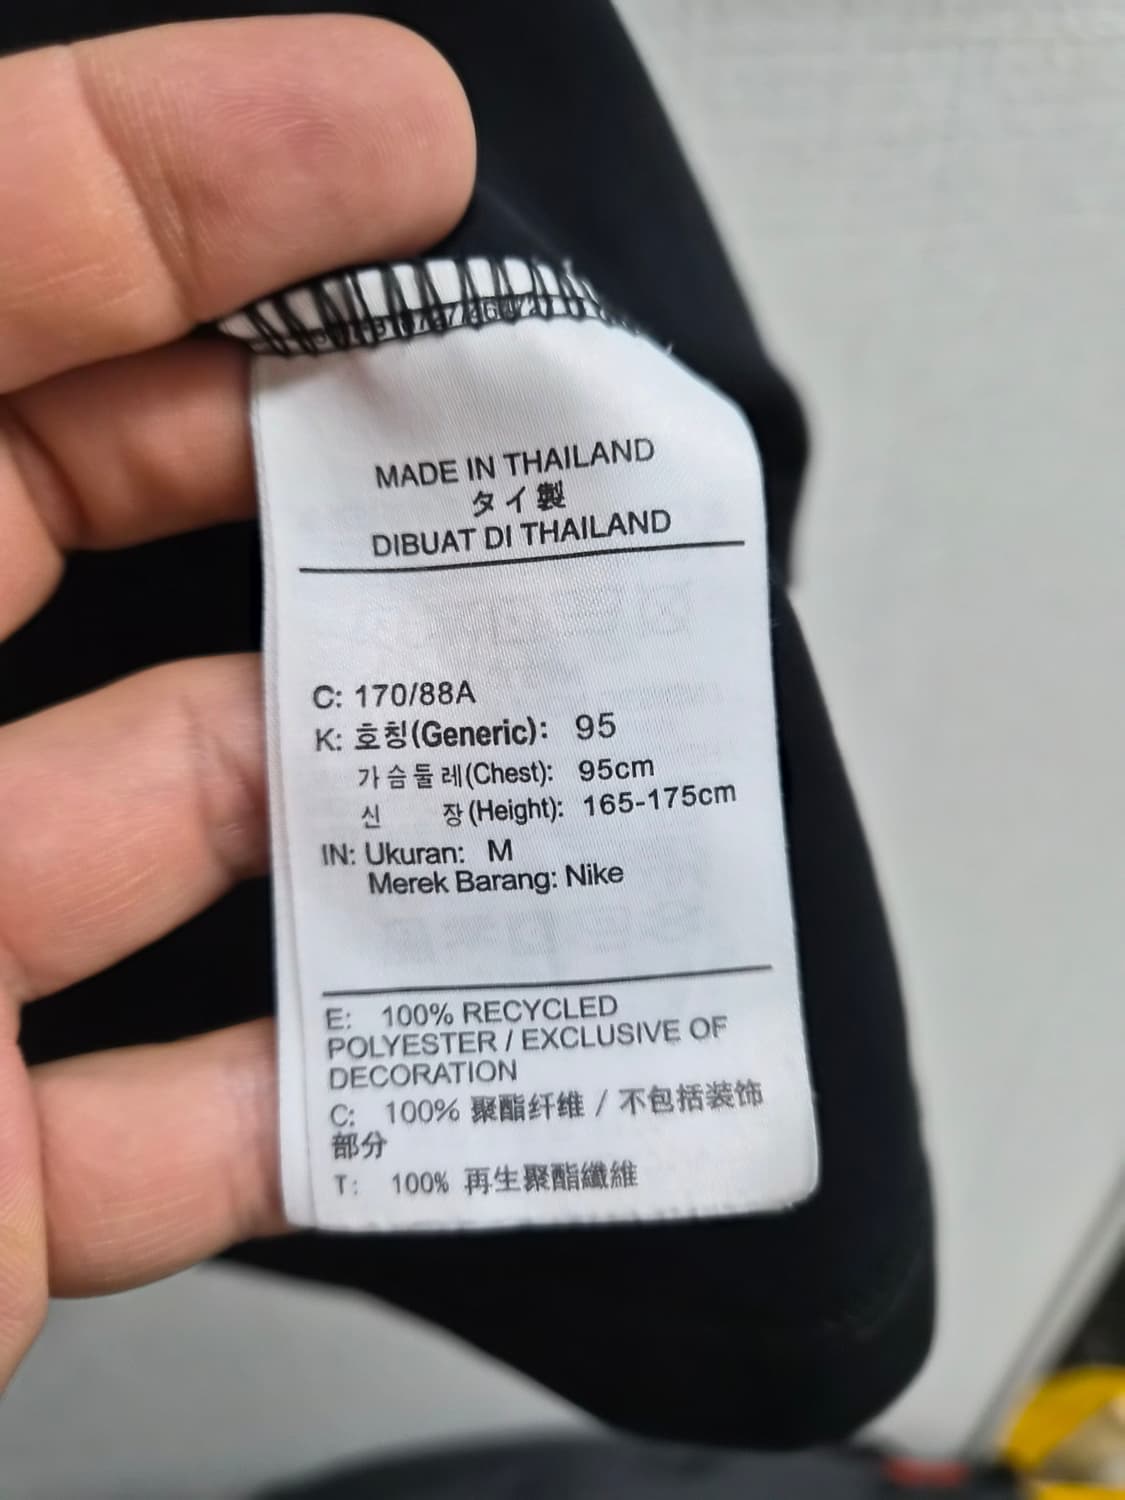 MADE IN THAILAND
タイ製
DIBUAT DI THAILAND
C: 170/88A
K: 호칭(Generic): 95
가슴둘레(Chest): 95cm
신 장(Height): 165-175cm
IN: Ukuran: M
Merek Barang: Nike
E: 100% RECYCLED
POLYESTER / EXCLUSIVE OF
DECORATION
C: 100% 聚酯纤维 / 不包括装饰
部分
T: 100% 再生聚酯纖維